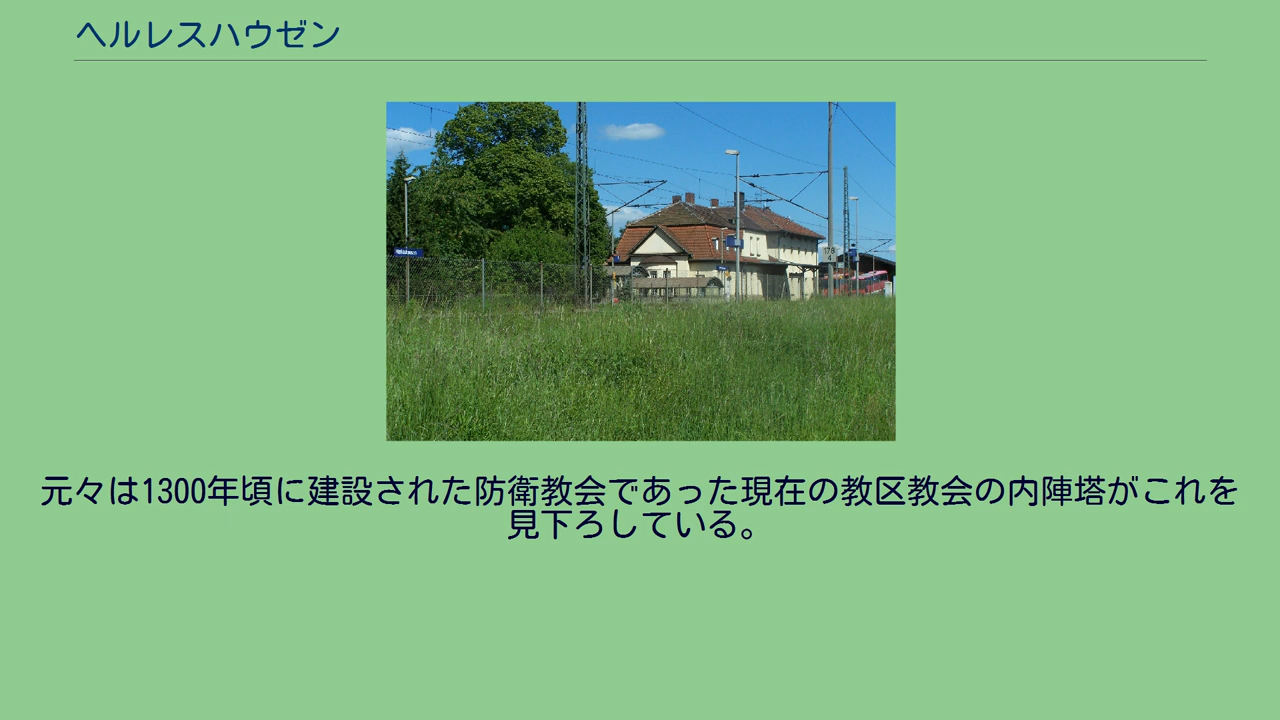 ヘルレスハウゼン
179
4
元々は1300年頃に建設された防衛教会であった現在の教区教会の内陣塔がこれを
見下ろしている。